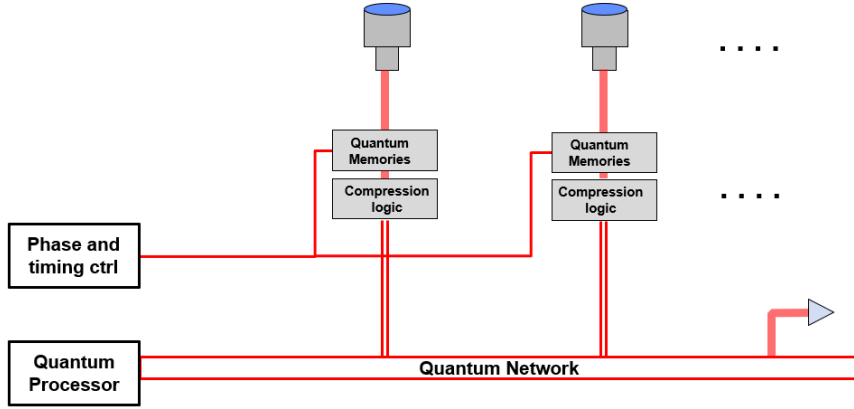 . . . .
Quantum
Memories
Quantum
Memories
Compression
logic
Compression
logic
. . . .
Phase and
timing ctrl
Quantum
Processor
Quantum Network